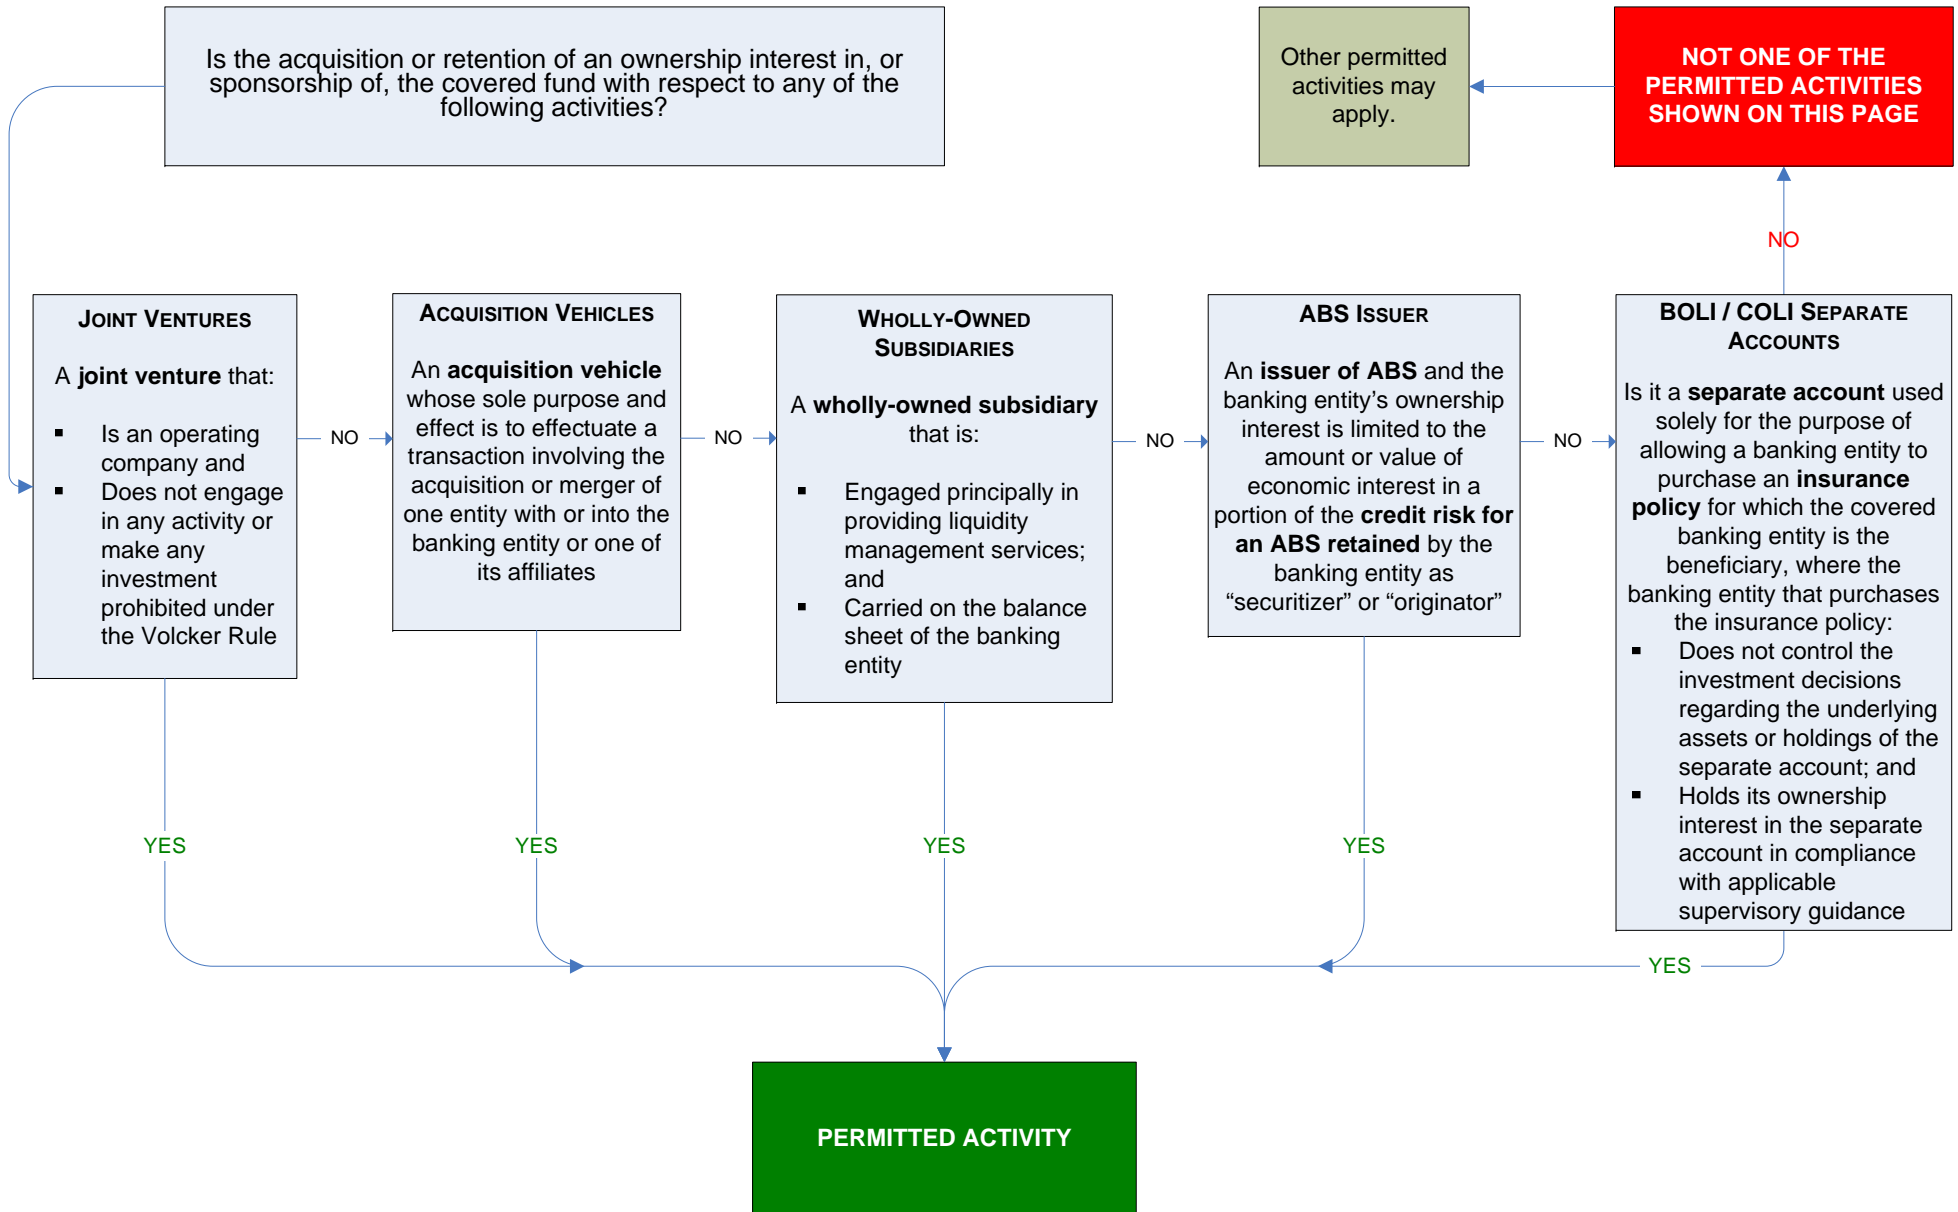 Is the acquisition or retention of an ownership interest in, or
sponsorship of, the covered fund with respect to any of the
following activities?
Other permitted
activities may
apply.
NOT ONE OF THE
PERMITTED ACTIVITIES
SHOWN ON THIS PAGE
NO
JOINT VENTURES
A joint venture that:
▪ Is an operating
company and
▪ Does not engage
in any activity or
make any
investment
prohibited under
the Volcker Rule
NO
ACQUISITION VEHICLES
An acquisition vehicle
whose sole purpose and
effect is to effectuate a
transaction involving the
acquisition or merger of
one entity with or into the
banking entity or one of
its affiliates
NO
WHOLLY-OWNED
SUBSIDIARIES
A wholly-owned subsidiary
that is:
▪ Engaged principally in
providing liquidity
management services;
and
▪ Carried on the balance
sheet of the banking
entity
NO
ABS ISSUER
An issuer of ABS and the
banking entity’s ownership
interest is limited to the
amount or value of
economic interest in a
portion of the credit risk for
an ABS retained by the
banking entity as
“securitizer” or “originator”
NO
BOLI / COLI SEPARATE
ACCOUNTS
Is it a separate account used
solely for the purpose of
allowing a banking entity to
purchase an insurance
policy for which the covered
banking entity is the
beneficiary, where the
banking entity that purchases
the insurance policy:
▪ Does not control the
investment decisions
regarding the underlying
assets or holdings of the
separate account; and
▪ Holds its ownership
interest in the separate
account in compliance
with applicable
supervisory guidance
YES
YES
YES
YES
YES
PERMITTED ACTIVITY